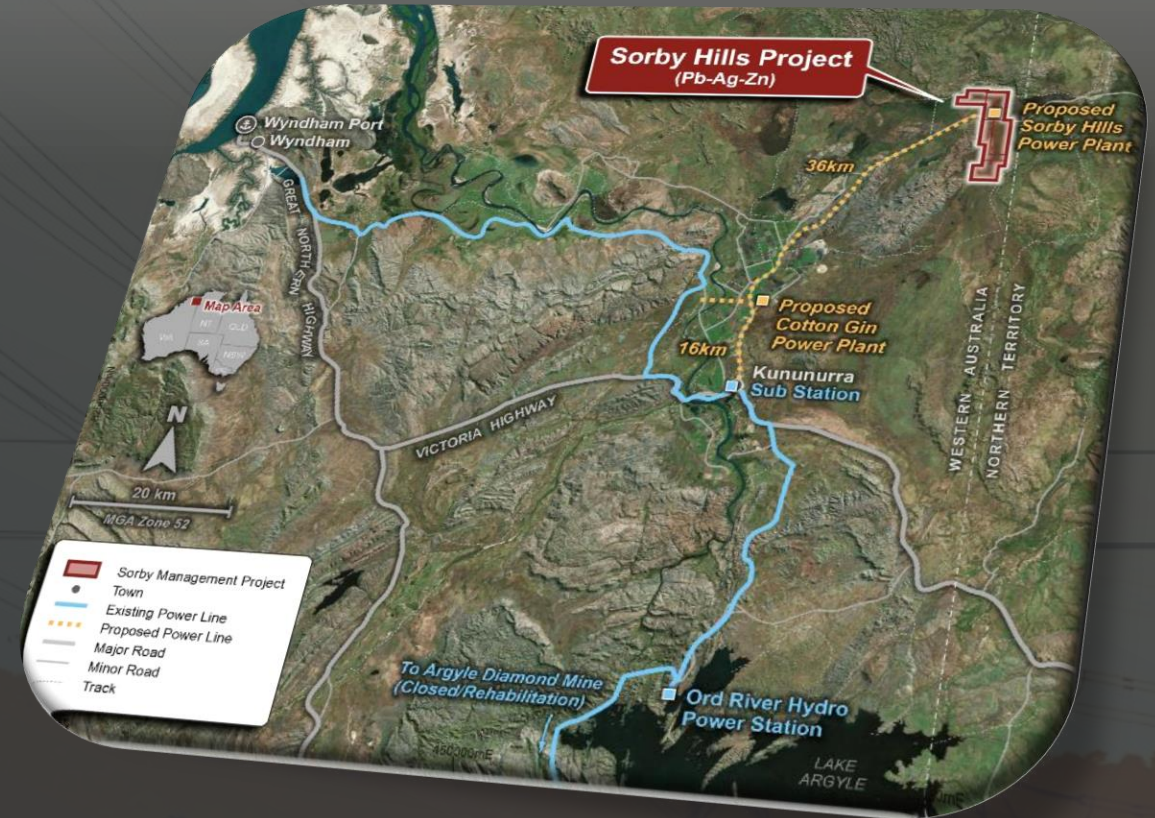 Sorby Hills Project
(Pb-Ag-Zn)
Proposed
Sorby Hills
Power Plant
Wyndham Port
Wyndham
36km
GREAT NORTHERN HIGHWAY
Map Area
WA
NT
QLD
SA
NSW
Proposed
Cotton Gin
Power Plant
16km
Kununurra
Sub Station
WESTERN AUSTRALIA
NORTHERN TERRITORY
VICTORIA HIGHWAY
N
20 km
MGA Zone 52
Sorby Management Project
Town
Existing Power Line
Proposed Power Line
Major Road
Minor Road
Track
To Argyle Diamond Mine
(Closed/Rehabilitation)
Ord River Hydro
Power Station
450000mE
LAKE
ARGYLE